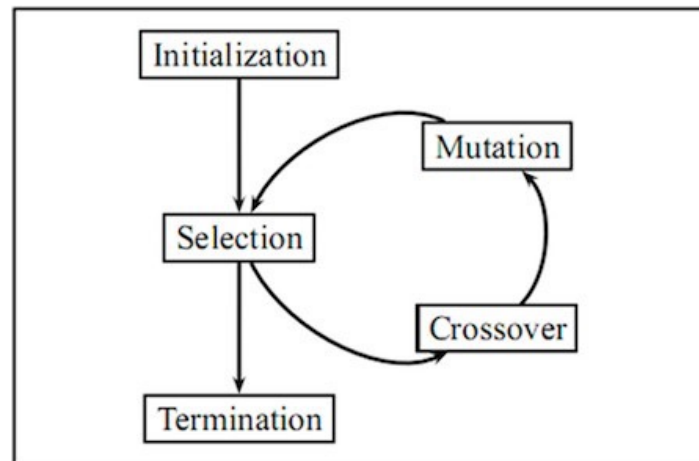 Initialization
Mutation
Selection
Crossover
Termination